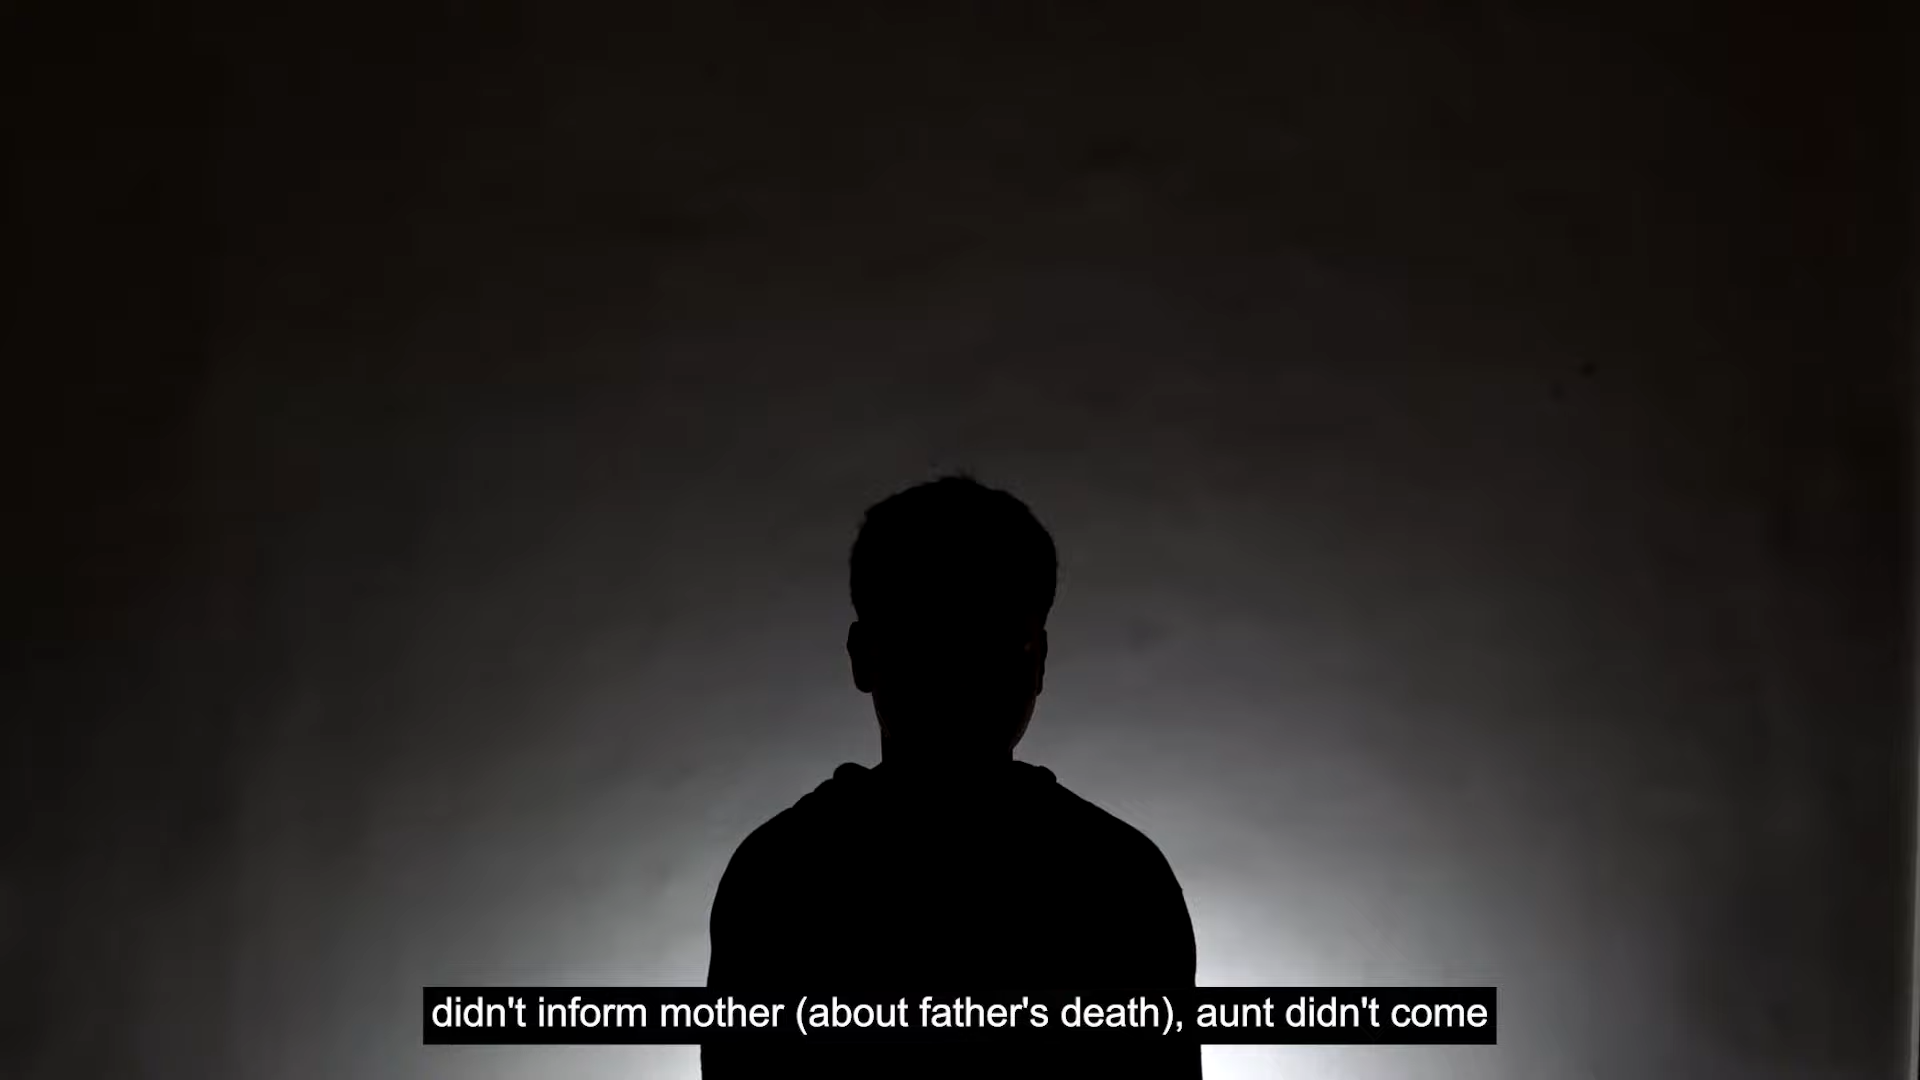 didn't inform mother (about father's death), aunt didn't come